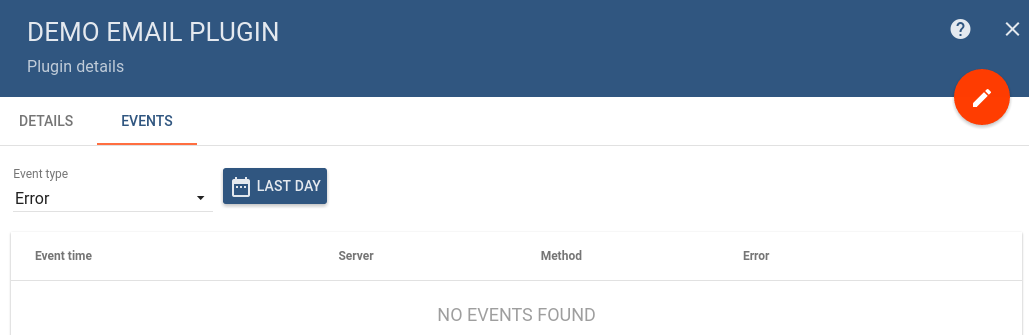 DEMO EMAIL PLUGIN
Plugin details
DETAILS EVENTS
Event type
Error
LAST DAY
Event time Server Method Error
NO EVENTS FOUND